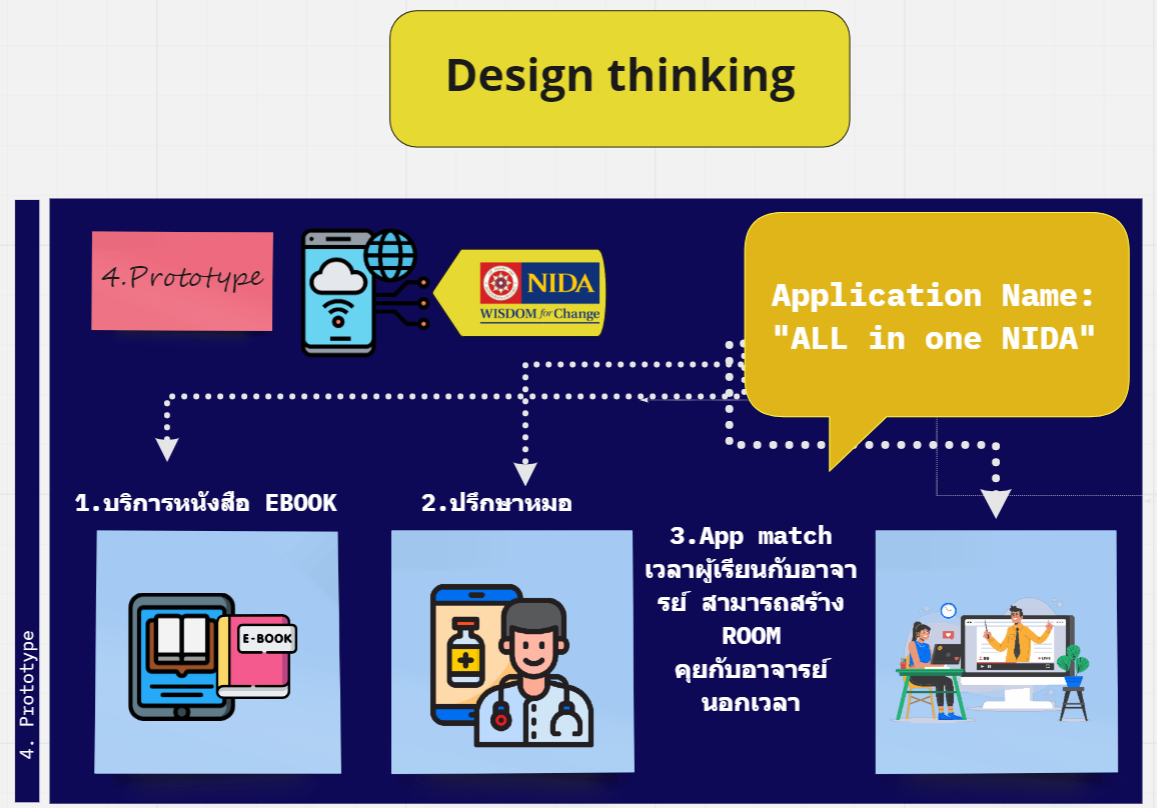 Design thinking
4.Prototype
NIDA
WISDOM for Change
Application Name:
"ALL in one NIDA"
1.บริการหนังสือ EBOOK
2.ปรึกษาหมอ
3.App match
เวลาผู้เรียนกับอาจา
รย์ สามารถสร้าง
ROOM
คุยกับอาจารย์
นอกเวลา
E-BOOK
4. Priototype